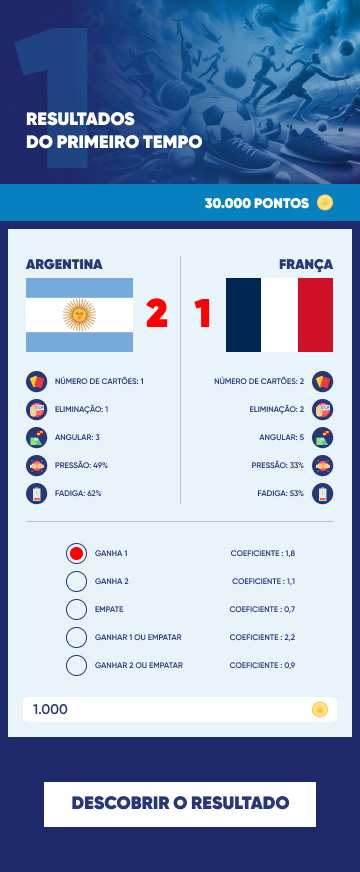 1
RESULTADOS
DO PRIMEIRO TEMPO
30.000 PONTOS
ARGENTINA
FRANÇA
2
1
NÚMERO DE CARTÕES: 1
NÚMERO DE CARTÕES: 2
ELIMINAÇÃO: 1
ELIMINAÇÃO: 2
ANGULAR: 3
ANGULAR: 5
PRESSÃO: 49%
PRESSÃO: 33%
FADIGA: 62%
FADIGA: 53%
GANHA 1
COEFICIENTE : 1,8
GANHA 2
COEFICIENTE : 1,1
EMPATE
COEFICIENTE : 0,7
GANHAR 1 OU EMPATAR
COEFICIENTE : 2,2
GANHAR 2 OU EMPATAR
COEFICIENTE : 0,9
1.000
DESCOBRIR O RESULTADO